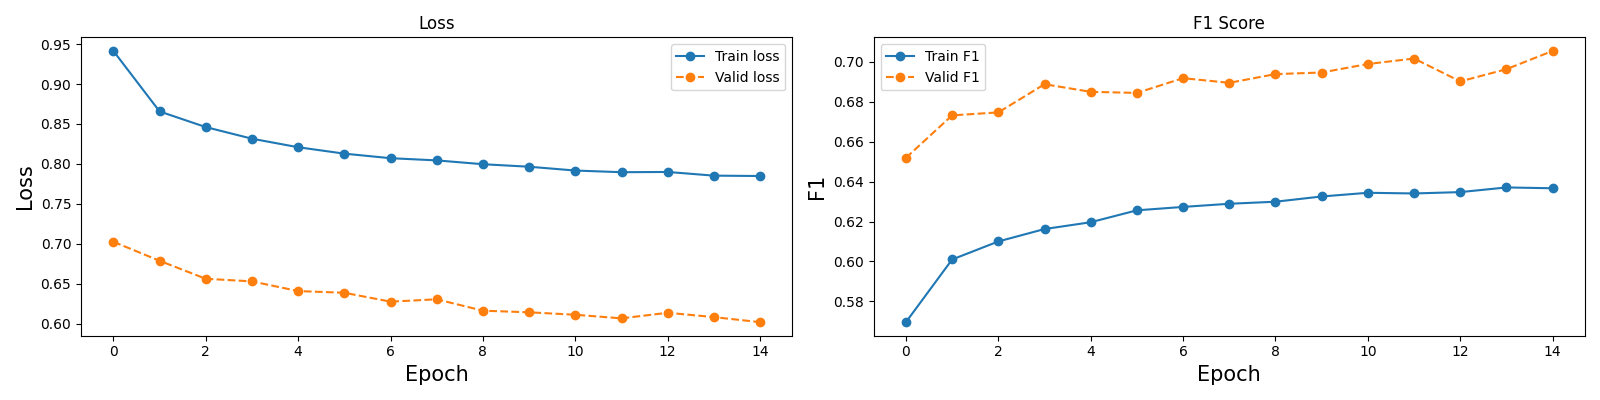 Loss
0.95
0.90
0.85
0.80
0.75
0.70
0.65
0.60
Loss
Train loss
Valid loss
0 2 4 6 8 10 12 14
Epoch
F1 Score
0.70
0.68
0.66
0.64
0.62
0.60
0.58
F1
Train F1
Valid F1
0 2 4 6 8 10 12 14
Epoch